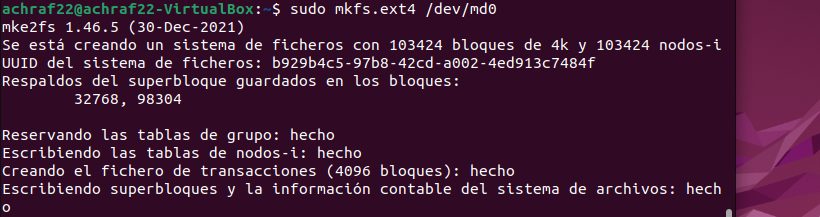 achraf22@achraf22-VirtualBox:~$ sudo mkfs.ext4 /dev/md0
mke2fs 1.46.5 (30-Dec-2021)
Se está creando un sistema de ficheros con 103424 bloques de 4k y 103424 nodos-i
UUID del sistema de ficheros: b929b4c5-97b8-42cd-a002-4ed913c7484f
Respaldos del superbloque guardados en los bloques:
        32768, 98304

Reservando las tablas de grupo: hecho
Escribiendo las tablas de nodos-i: hecho
Creando el fichero de transacciones (4096 bloques): hecho
Escribiendo superbloques y la información contable del sistema de archivos: hech
o